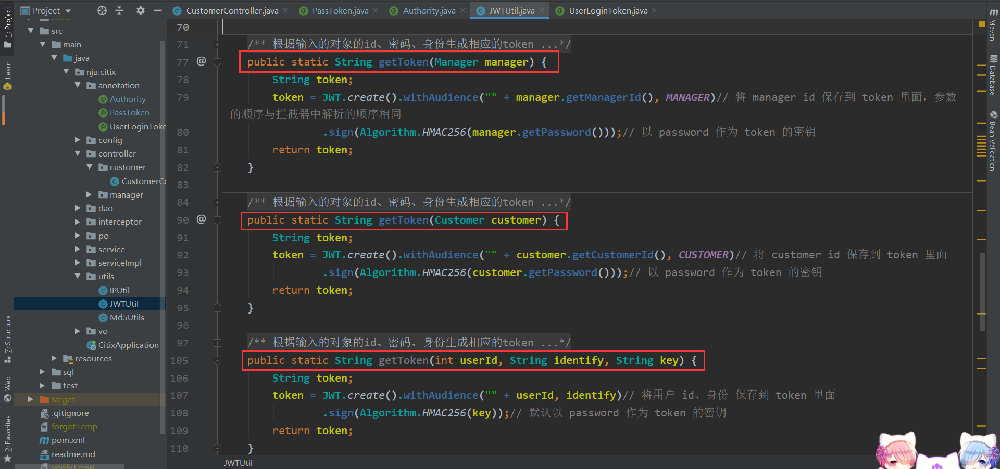 1: Project
Learn
7: Structure
Web
2: Favorites
Project
src
main
java
nju.citix
annotation
Authority
PassToken
UserLoginToke
config
controller
customer
CustomerCo
manager
dao
interceptor
po
service
serviceImpl
utils
IPUtil
JWTUtil
Md5Utils
vo
CitixApplication
resources
sql
test
target
.gitignore
forgetTemp
pom.xml
readme.md
verifyTemp
CustomerController.java
PassToken.java
Authority.java
JWTUtil.java
UserLoginToken.java
70
71 /** 根据输入的对象的id、密码、身份生成相应的token ...*/
77 @ public static String getToken(Manager manager) {
78 String token;
79 token = JWT.create().withAudience("" + manager.getManagerId(), MANAGER)// 将 manager id 保存到 token 里面，参数
的顺序与拦截器中解析的顺序相同
80 .sign(Algorithm.HMAC256(manager.getPassword()));// 以 password 作为 token 的密钥
81 return token;
82 }
83
84 /** 根据输入的对象的id、密码、身份生成相应的token ...*/
90 @ public static String getToken(Customer customer) {
91 String token;
92 token = JWT.create().withAudience("" + customer.getCustomerId(), CUSTOMER)// 将 customer id 保存到 token 里面
93 .sign(Algorithm.HMAC256(customer.getPassword()));// 以 password 作为 token 的密钥
94 return token;
95 }
96
97 /** 根据输入的对象的id、密码、身份生成相应的token ...*/
105 public static String getToken(int userId, String identify, String key) {
106 String token;
107 token = JWT.create().withAudience("" + userId, identify)// 将用户 id、身份 保存到 token 里面
108 .sign(Algorithm.HMAC256(key));// 默认以 password 作为 token 的密钥
109 return token;
110 }
JWTUtil
Maven
Database
Bean Validation